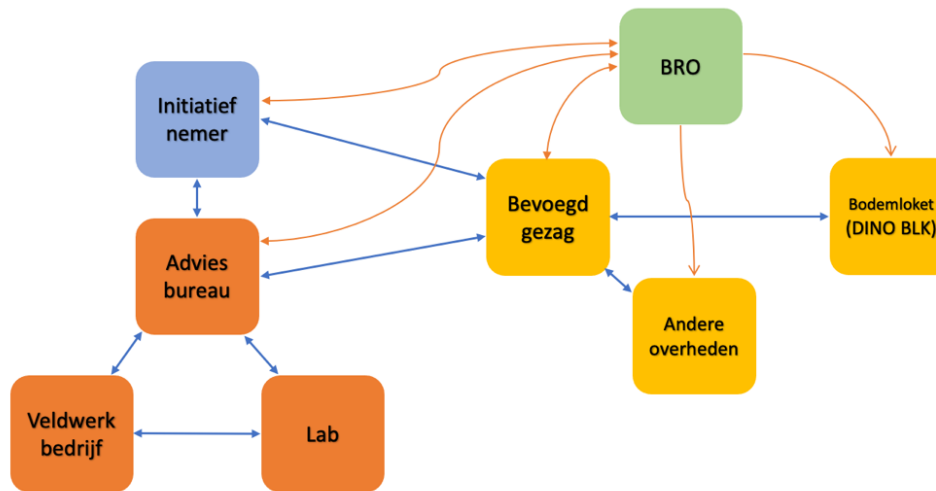 BRO
Initiatief
nemer
Bevoegd
gezag
Bodemloket
(DINO BLK)
Advies
bureau
Andere
overheden
Veldwerk
bedrijf
Lab